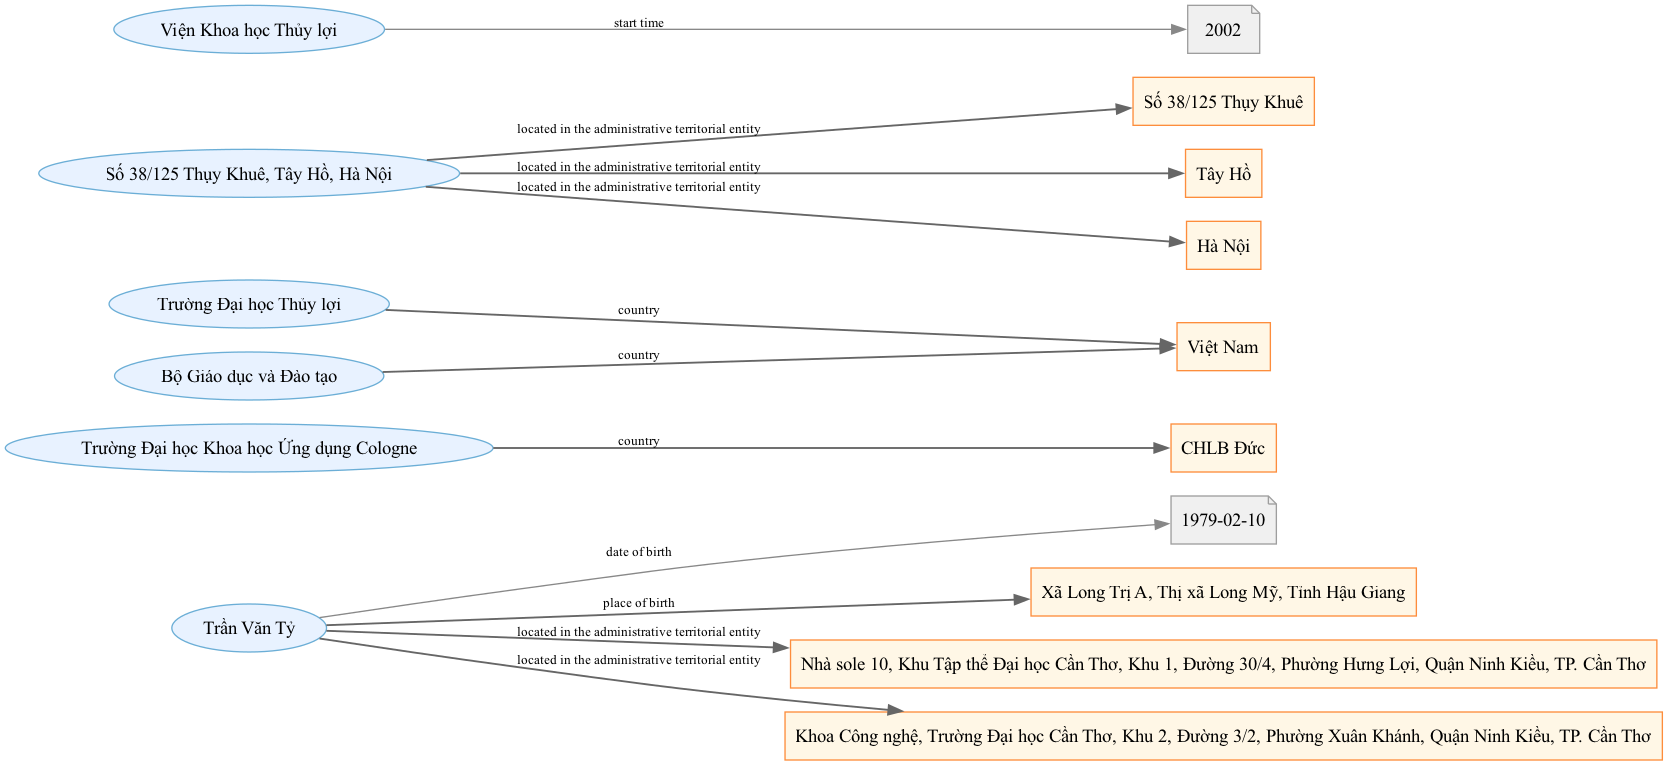 Viện Khoa học Thủy lợi
start time
2002
Số 38/125 Thụy Khuê, Tây Hồ, Hà Nội
located in the administrative territorial entity
Số 38/125 Thụy Khuê
located in the administrative territorial entity
Tây Hồ
located in the administrative territorial entity
Hà Nội
Trường Đại học Thủy lợi
country
Việt Nam
Bộ Giáo dục và Đào tạo
country
Trường Đại học Khoa học Ứng dụng Cologne
country
CHLB Đức
Trần Văn Tỷ
date of birth
1979-02-10
place of birth
Xã Long Trị A, Thị xã Long Mỹ, Tỉnh Hậu Giang
located in the administrative territorial entity
Nhà sole 10, Khu Tập thể Đại học Cần Thơ, Khu 1, Đường 30/4, Phường Hưng Lợi, Quận Ninh Kiều, TP. Cần Thơ
located in the administrative territorial entity
Khoa Công nghệ, Trường Đại học Cần Thơ, Khu 2, Đường 3/2, Phường Xuân Khánh, Quận Ninh Kiều, TP. Cần Thơ